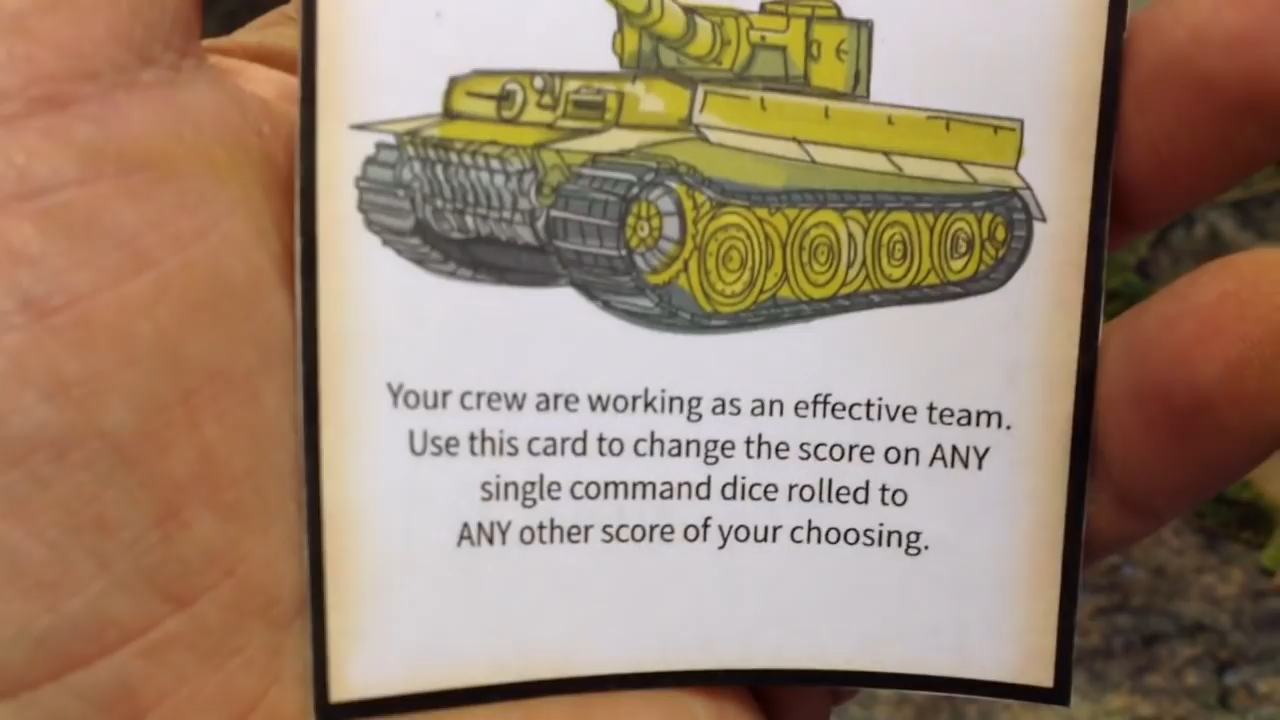 Your crew are working as an effective team.
Use this card to change the score on ANY
single command dice rolled to
ANY other score of your choosing.